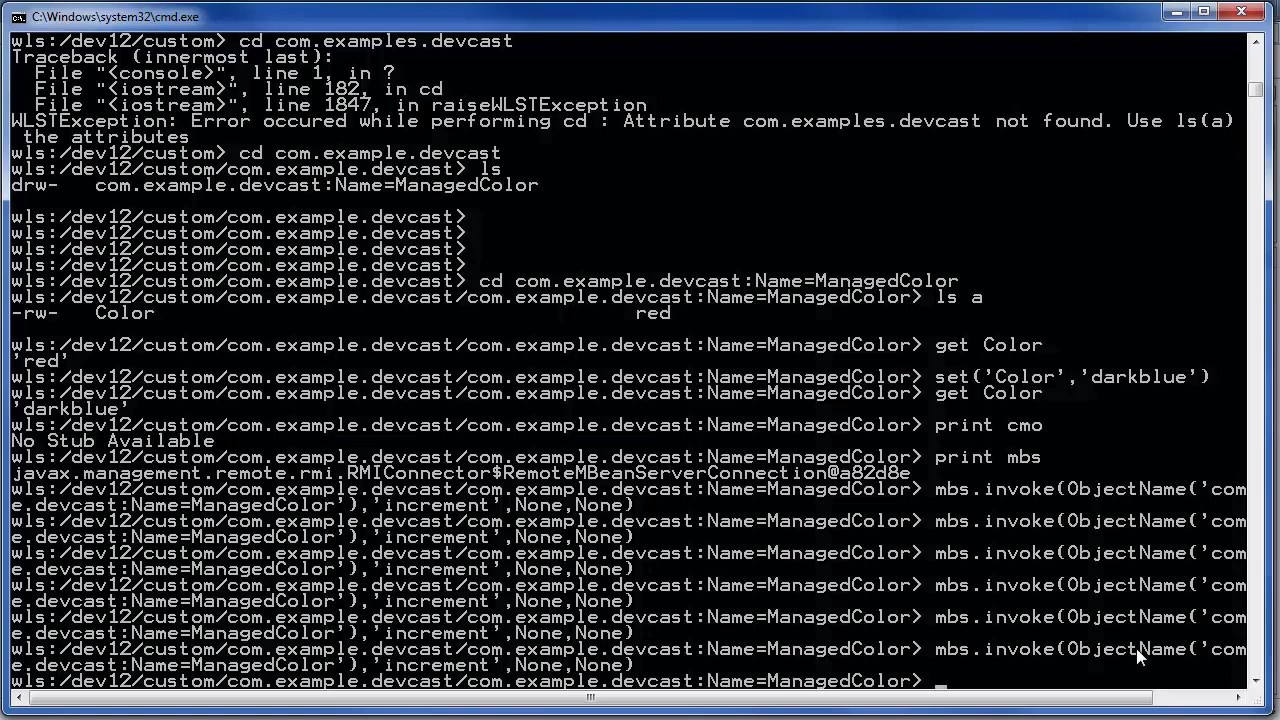 C:\Windows\system32\cmd.exe
wls:/dev12/custom> cd com.examples.devcast
Traceback (innermost last):
  File "<console>", line 1, in ?
  File "<iostream>", line 182, in cd
  File "<iostream>", line 1847, in raiseWLSTException
WLSTException: Error occured while performing cd : Attribute com.examples.devcast not found. Use ls(a)
 the attributes
wls:/dev12/custom> cd com.example.devcast
wls:/dev12/custom/com.example.devcast> ls
drw-   com.example.devcast:Name=ManagedColor
wls:/dev12/custom/com.example.devcast>
wls:/dev12/custom/com.example.devcast>
wls:/dev12/custom/com.example.devcast>
wls:/dev12/custom/com.example.devcast>
wls:/dev12/custom/com.example.devcast> cd com.example.devcast:Name=ManagedColor
wls:/dev12/custom/com.example.devcast/com.example.devcast:Name=ManagedColor> ls a
-rw-   Color                                        red
wls:/dev12/custom/com.example.devcast/com.example.devcast:Name=ManagedColor> get Color
'red'
wls:/dev12/custom/com.example.devcast/com.example.devcast:Name=ManagedColor> set('Color','darkblue')
wls:/dev12/custom/com.example.devcast/com.example.devcast:Name=ManagedColor> get Color
'darkblue'
wls:/dev12/custom/com.example.devcast/com.example.devcast:Name=ManagedColor> print cmo
No Stub Available
wls:/dev12/custom/com.example.devcast/com.example.devcast:Name=ManagedColor> print mbs
javax.management.remote.rmi.RMIConnector$RemoteMBeanServerConnection@a82d8e
wls:/dev12/custom/com.example.devcast/com.example.devcast:Name=ManagedColor> mbs.invoke(ObjectName('com
e.devcast:Name=ManagedColor'),'increment',None,None)
wls:/dev12/custom/com.example.devcast/com.example.devcast:Name=ManagedColor> mbs.invoke(ObjectName('com
e.devcast:Name=ManagedColor'),'increment',None,None)
wls:/dev12/custom/com.example.devcast/com.example.devcast:Name=ManagedColor> mbs.invoke(ObjectName('com
e.devcast:Name=ManagedColor'),'increment',None,None)
wls:/dev12/custom/com.example.devcast/com.example.devcast:Name=ManagedColor> mbs.invoke(ObjectName('com
e.devcast:Name=ManagedColor'),'increment',None,None)
wls:/dev12/custom/com.example.devcast/com.example.devcast:Name=ManagedColor> mbs.invoke(ObjectName('com
e.devcast:Name=ManagedColor'),'increment',None,None)
wls:/dev12/custom/com.example.devcast/com.example.devcast:Name=ManagedColor> mbs.invoke(ObjectName('com
e.devcast:Name=ManagedColor'),'increment',None,None)
wls:/dev12/custom/com.example.devcast/com.example.devcast:Name=ManagedColor>